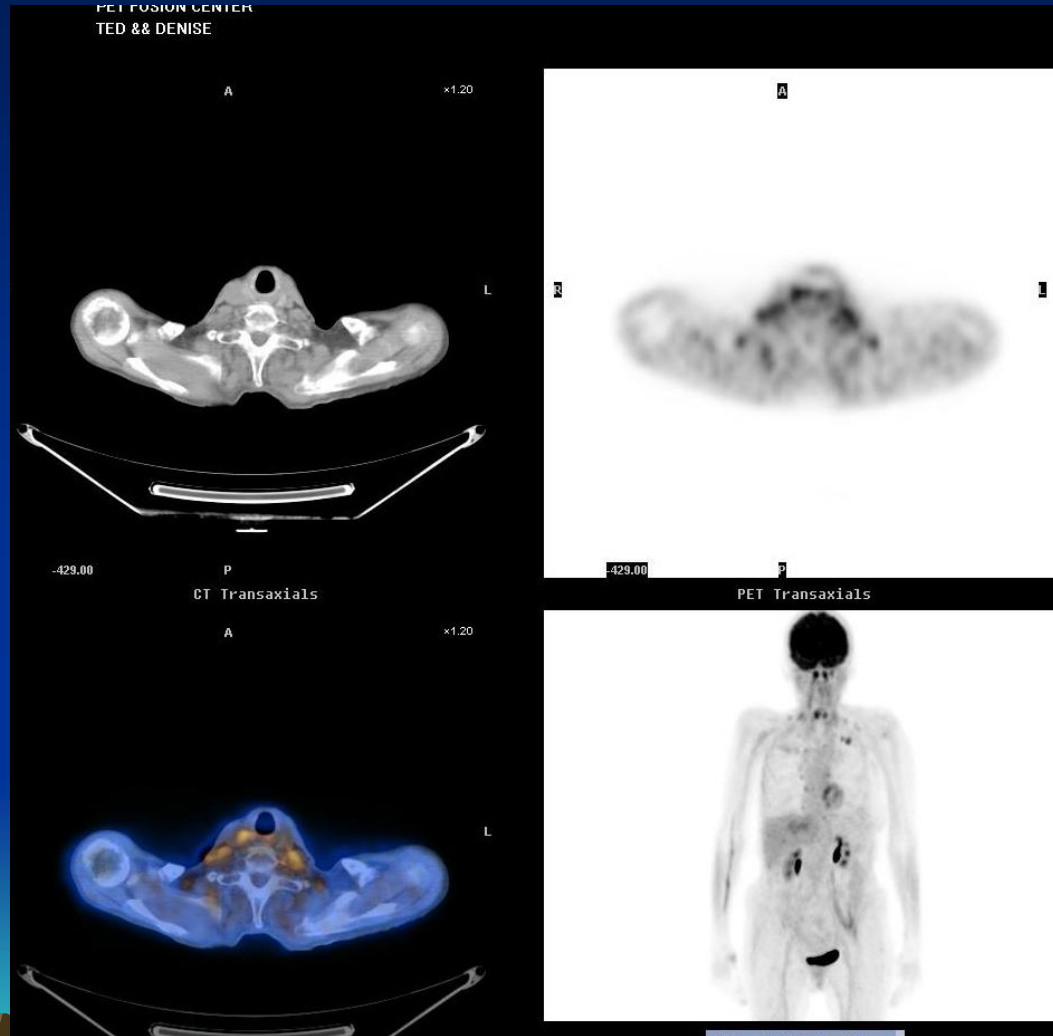 PET FUSION CENTER
TED && DENISE
A
×1.20
A
L
R
L
-429.00
P
-429.00
P
CT Transaxials
PET Transaxials
A
×1.20
L